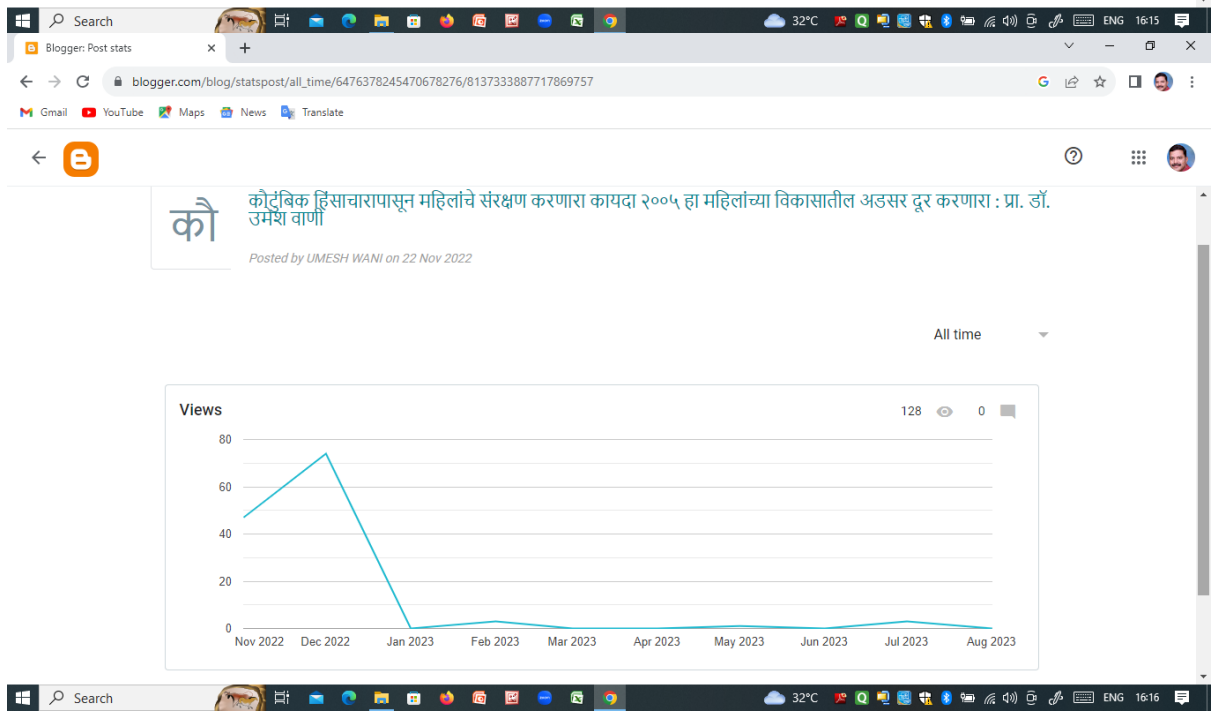 Search
32°C ENG 16:15
Blogger: Post stats
blogger.com/blog/statspost/all_time/6476378245470678276/8137333887717869757
Gmail YouTube Maps News Translate
कौ
कौटुंबिक हिंसाचारापासून महिलांचे संरक्षण करणारा कायदा २००५ हा महिलांच्या विकासातील अडसर दूर करणारा : प्रा. डॉ.
उमेश वाणी
Posted by UMESH WANI on 22 Nov 2022
All time
Views 128 0
80
60
40
20
0
Nov 2022 Dec 2022 Jan 2023 Feb 2023 Mar 2023 Apr 2023 May 2023 Jun 2023 Jul 2023 Aug 2023
Search
32°C ENG 16:16